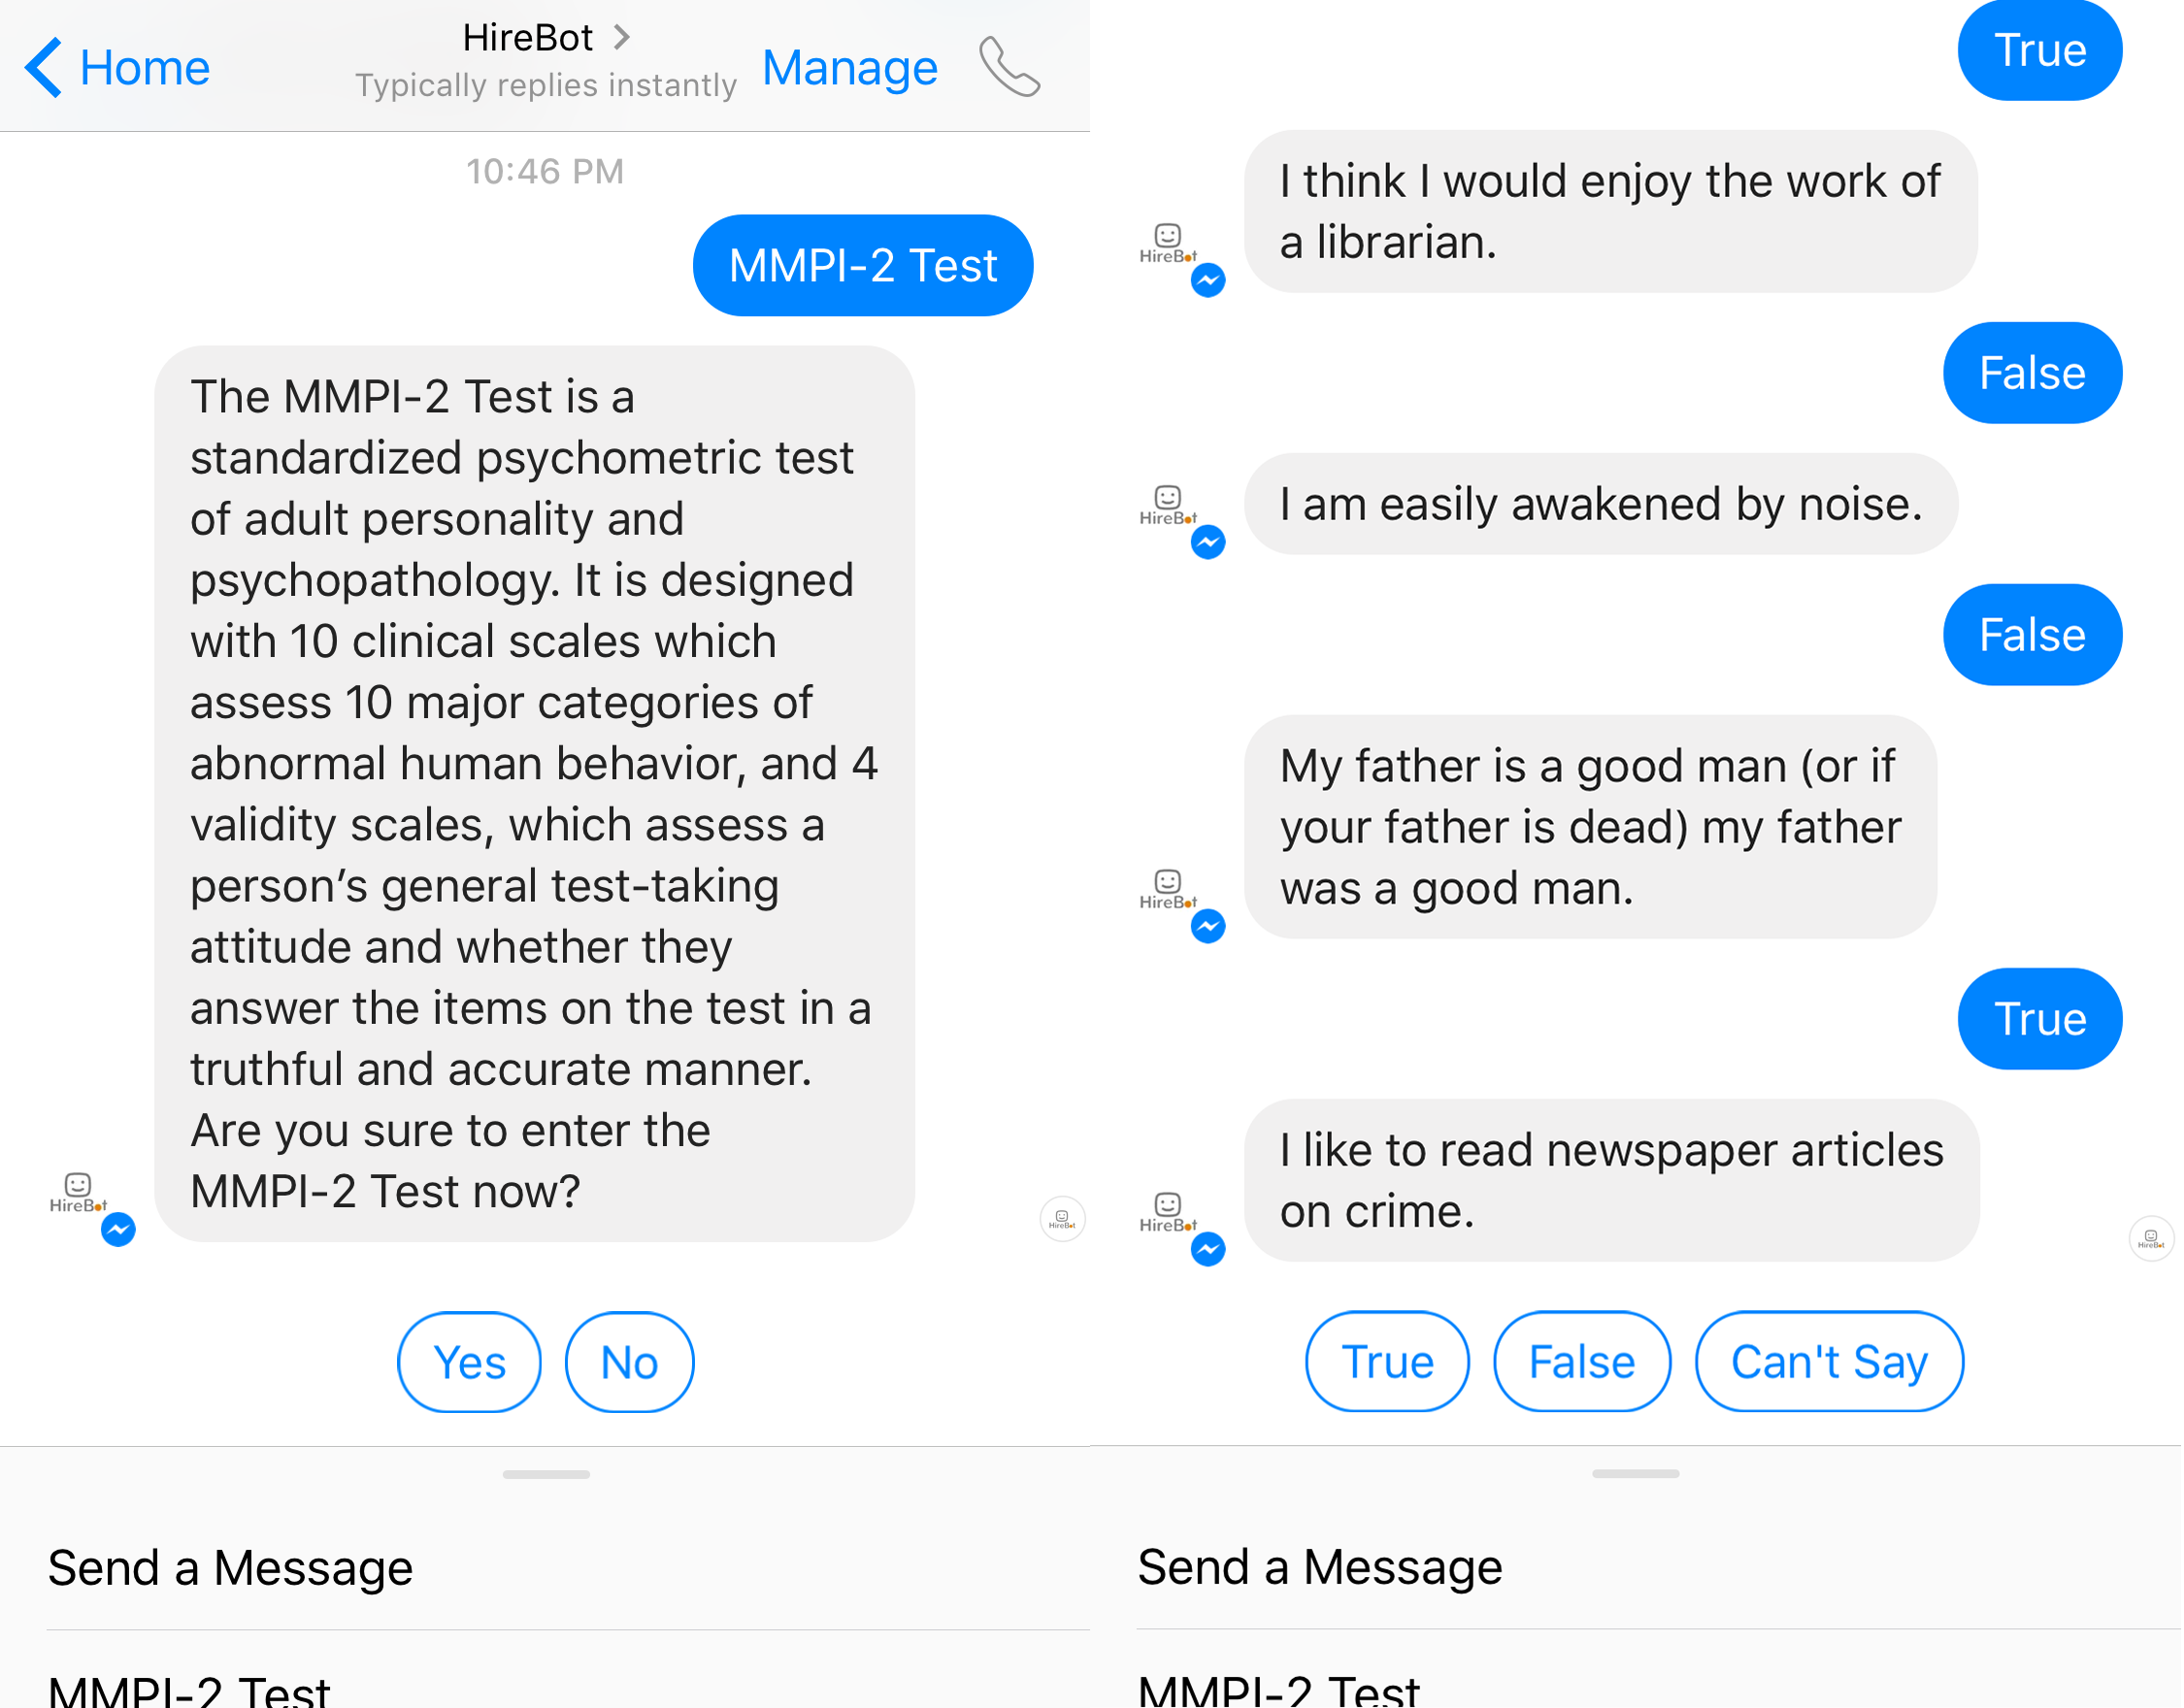 Home
HireBot
Typically replies instantly
Manage
10:46 PM
MMPI-2 Test
The MMPI-2 Test is a
standardized psychometric test
of adult personality and
psychopathology. It is designed
with 10 clinical scales which
assess 10 major categories of
abnormal human behavior, and 4
validity scales, which assess a
person’s general test-taking
attitude and whether they
answer the items on the test in a
truthful and accurate manner.
Are you sure to enter the
MMPI-2 Test now?
HireBot
HireBot
Yes
No
Send a Message
MMPI-2 Test
True
I think I would enjoy the work of
a librarian.
HireBot
False
I am easily awakened by noise.
HireBot
False
My father is a good man (or if
your father is dead) my father
was a good man.
HireBot
True
I like to read newspaper articles
on crime.
HireBot
HireBot
True
False
Can't Say
Send a Message
MMPI-2 Test